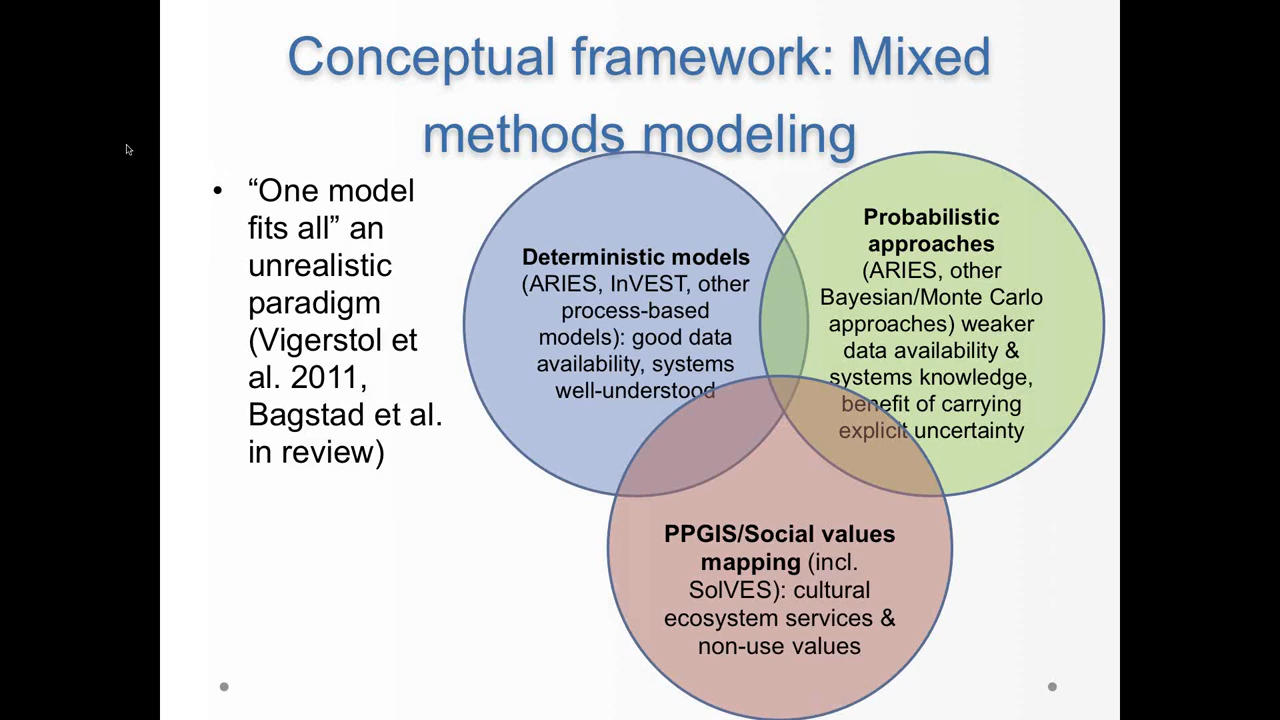 Conceptual framework: Mixed
methods modeling
• “One model
fits all” an
unrealistic
paradigm
(Vigerstol et
al. 2011,
Bagstad et al.
in review)
Deterministic models
(ARIES, InVEST, other
process-based
models): good data
availability, systems
well-understood
Probabilistic
approaches
(ARIES, other
Bayesian/Monte Carlo
approaches) weaker
data availability &
systems knowledge,
benefit of carrying
explicit uncertainty
PPGIS/Social values
mapping (incl.
SolVES): cultural
ecosystem services &
non-use values